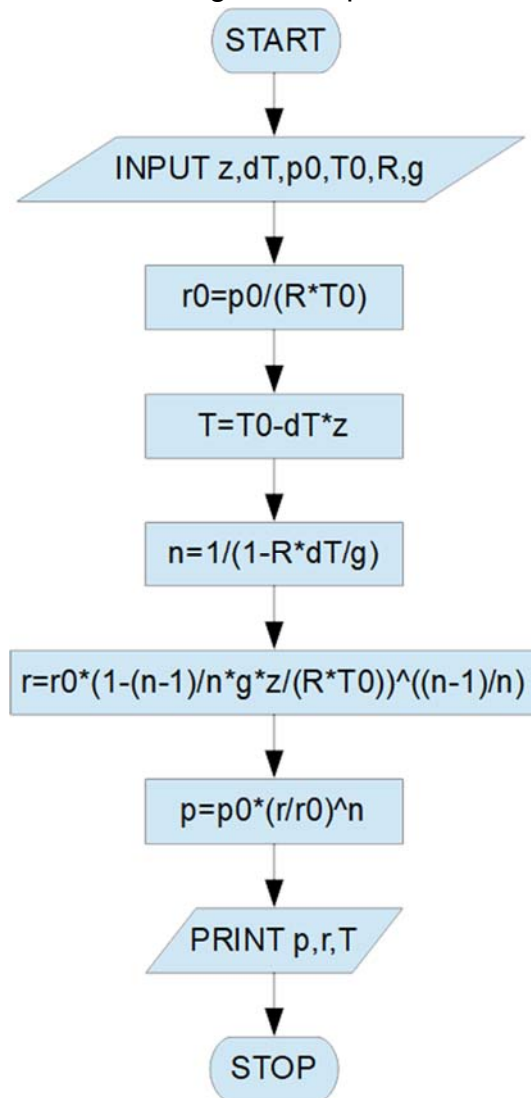 START
INPUT z,dT,p0,T0,R,g
r0=p0/(R*T0)
T=T0-dT*z
n=1/(1-R*dT/g)
r=r0*(1-(n-1)/n*g*z/(R*T0))^((n-1)/n)
p=p0*(r/r0)^n
PRINT p,r,T
STOP